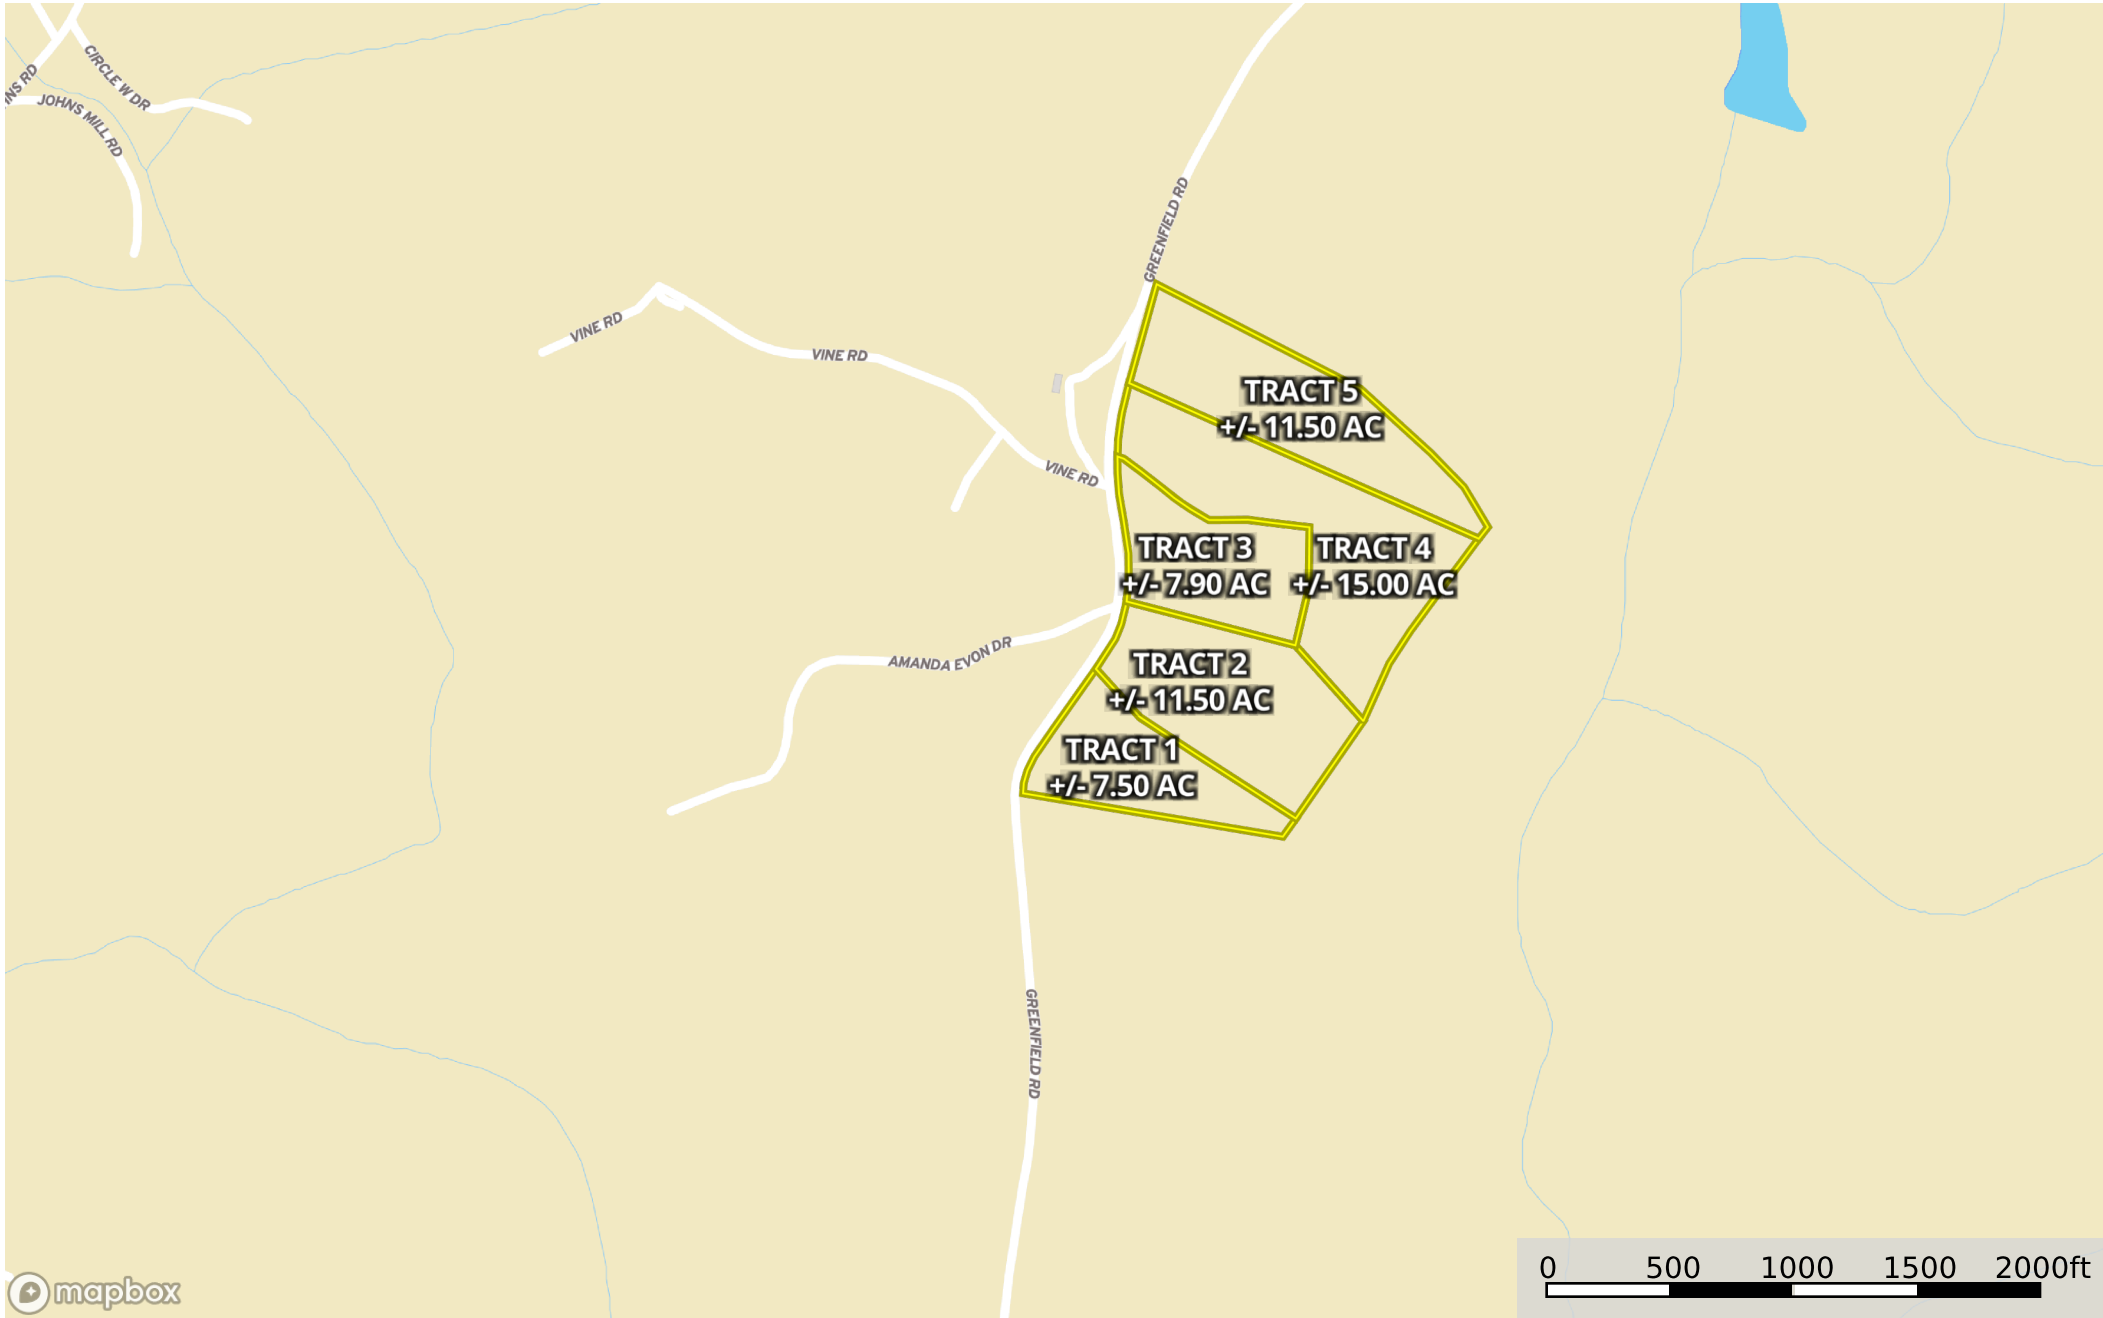 CIRCLE W DR
JOHNS MILL RD
GREENFIELD RD
VINE RD
VINE RD
VINE RD
TRACT 5
+/- 11.50 AC
TRACT 3
+/- 7.90 AC
TRACT 4
+/- 15.00 AC
AMANDA EVON DR
TRACT 2
+/- 11.50 AC
TRACT 1
+/- 7.50 AC
GREENFIELD RD
0 500 1000 1500 2000ft
mapbox